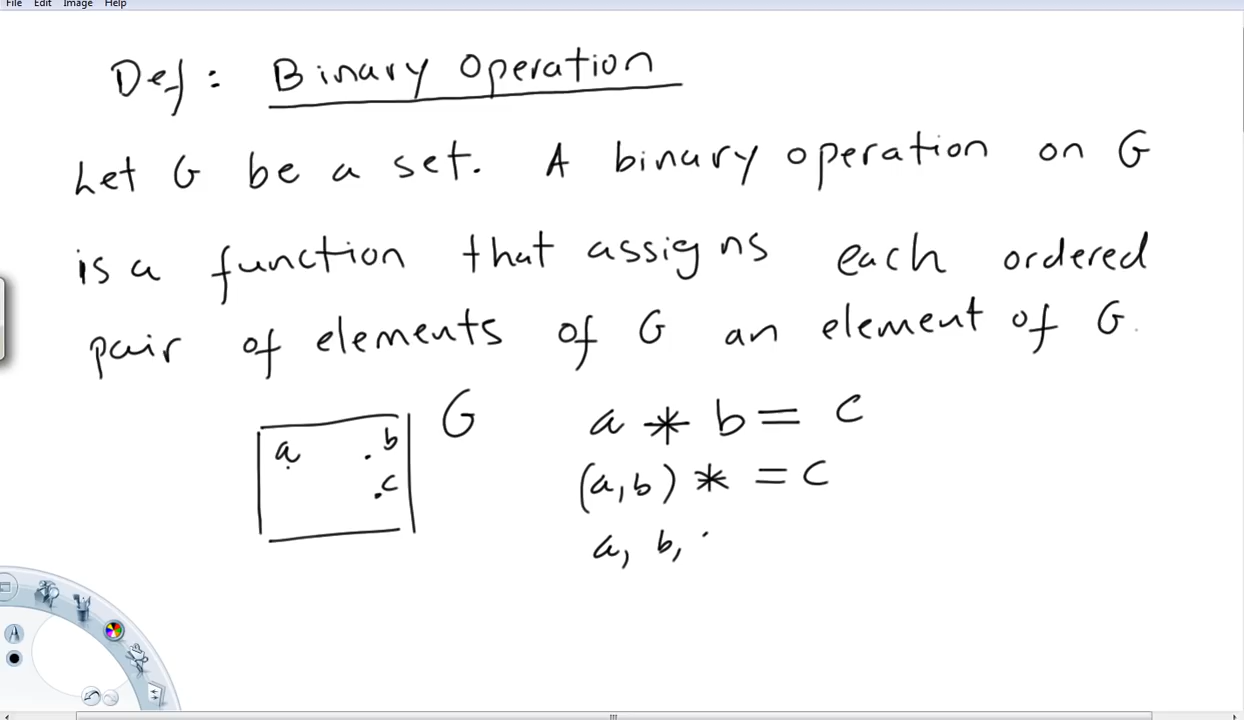 File Edit Image Help
Def: Binary Operation
Let G be a set. A binary operation on G
is a function that assigns each ordered
pair of elements of G an element of G.
G
a * b = c
a
b
(a,b) * = c
c
a, b,